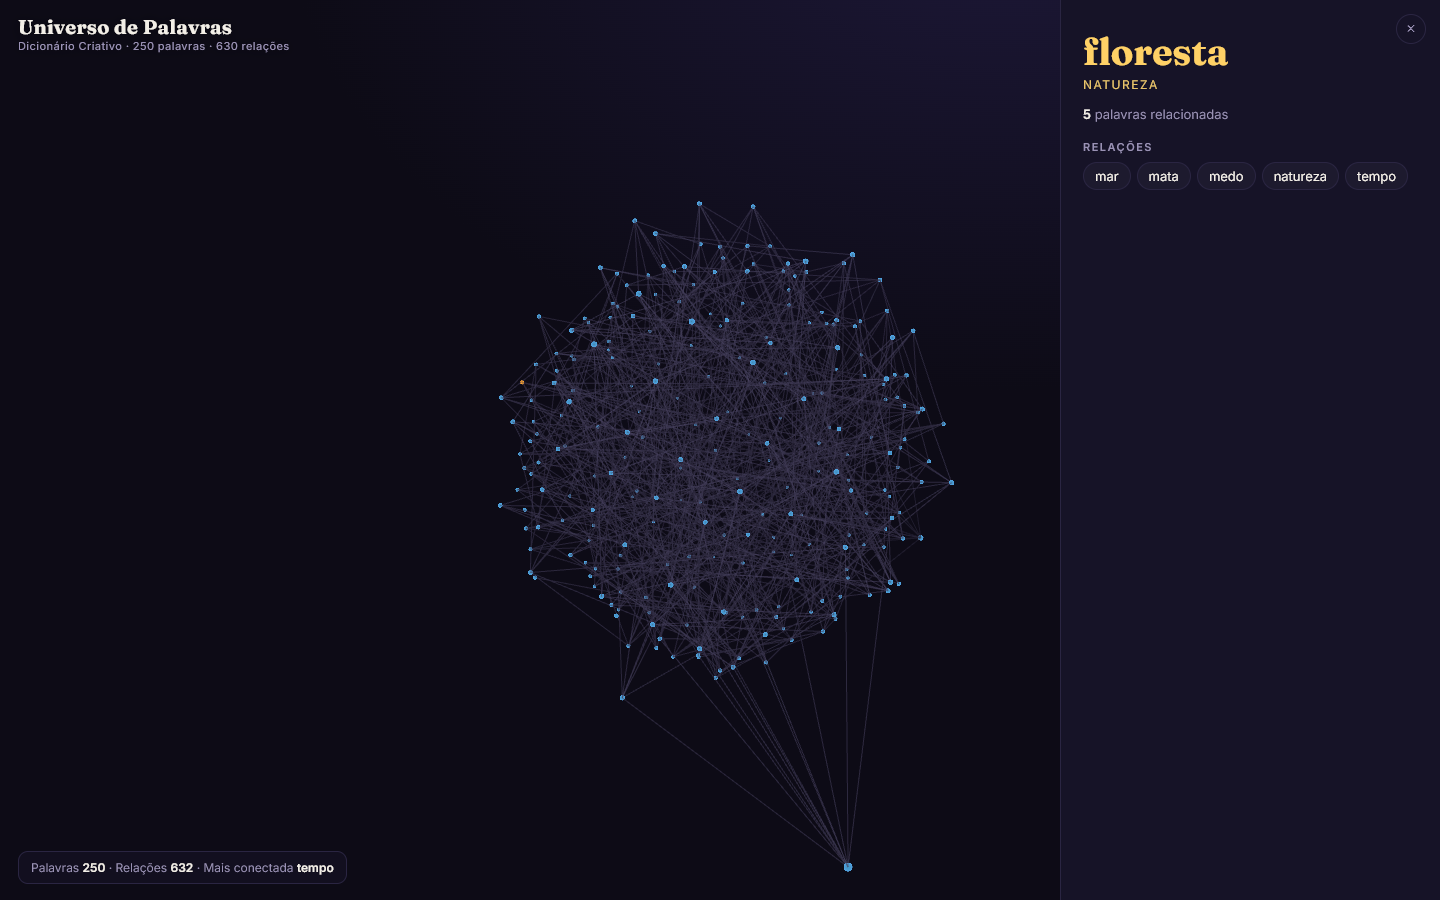 Universo de Palavras
Dicionário Criativo · 250 palavras · 630 relações
×
floresta
NATUREZA
5 palavras relacionadas
RELAÇÕES
mar mata medo natureza tempo
Palavras 250 · Relações 632 · Mais conectada tempo